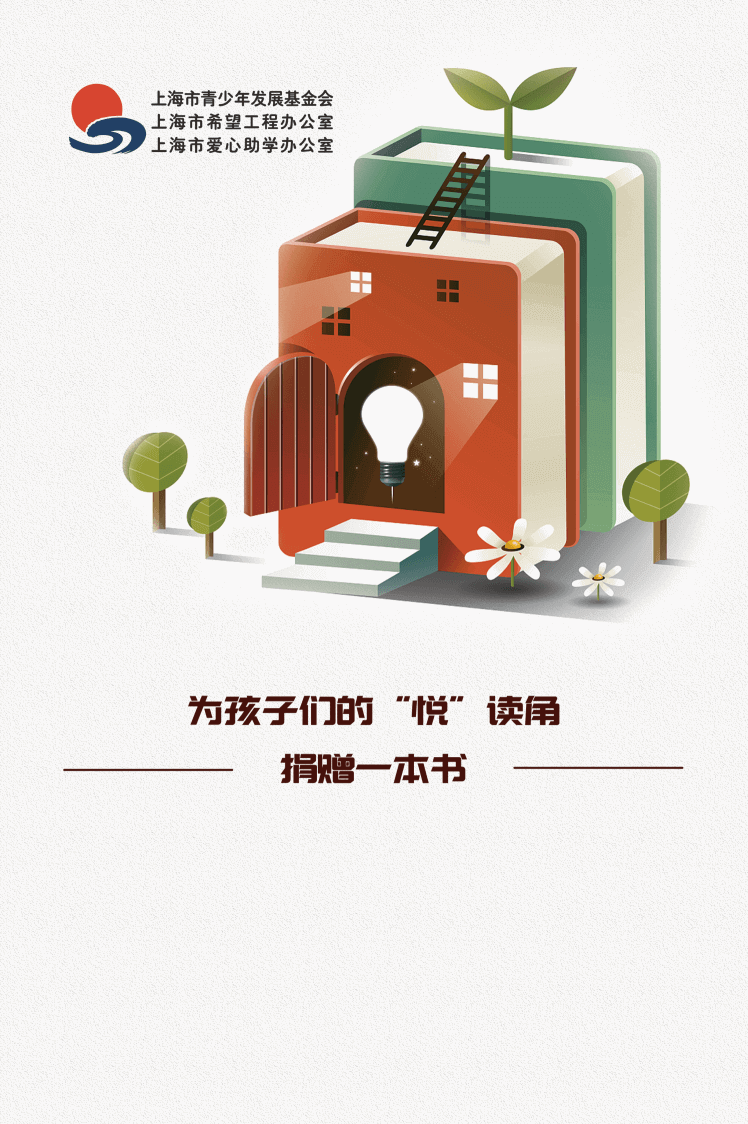 上海市青少年发展基金会
上海市希望工程办公室
上海市爱心助学办公室
为孩子们的“悦”读角
捐赠一本书